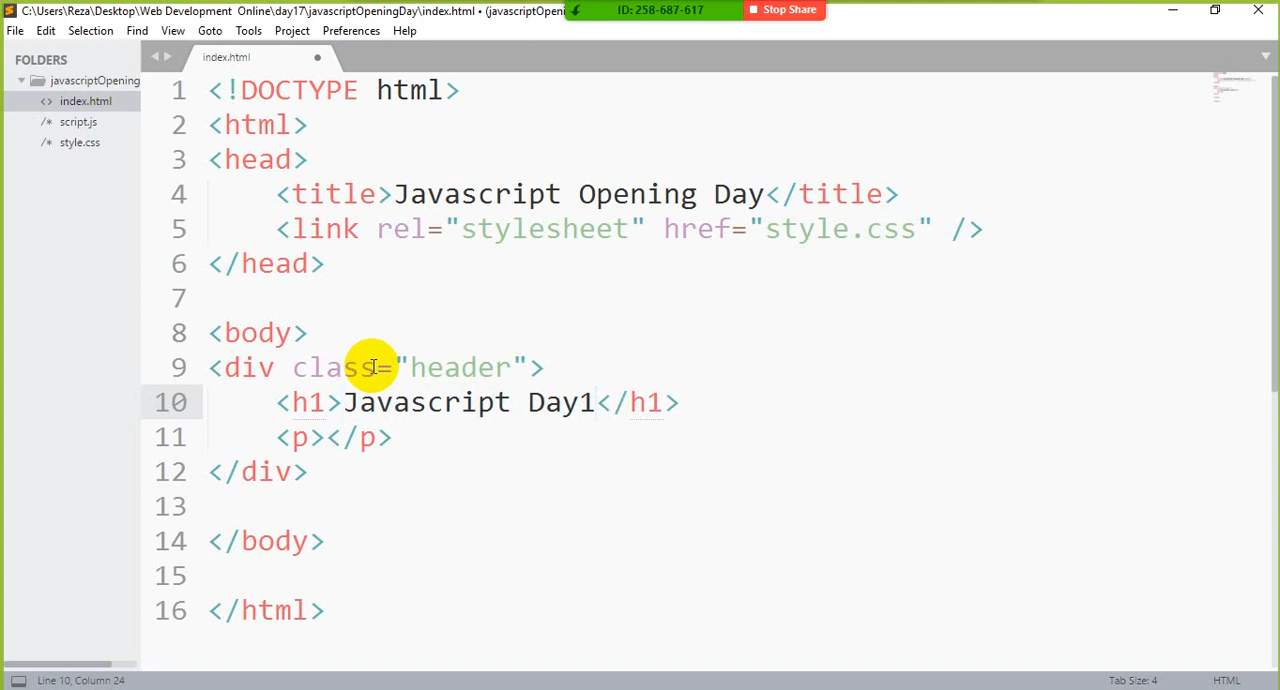 C:\Users\Reza\Desktop\Web Development Online\day17\javascriptOpeningDay\index.html • (javascriptOpeni
ID: 258-687-617
Stop Share
File Edit Selection Find View Goto Tools Project Preferences Help
FOLDERS
javascriptOpening
index.html
script.js
style.css
index.html
1 <!DOCTYPE html>
2 <html>
3 <head>
4 <title>Javascript Opening Day</title>
5 <link rel="stylesheet" href="style.css" />
6 </head>
7
8 <body>
9 <div class="header">
10 <h1>Javascript Day1</h1>
11 <p></p>
12 </div>
13
14 </body>
15
16 </html>
Line 10, Column 24
Tab Size: 4
HTML